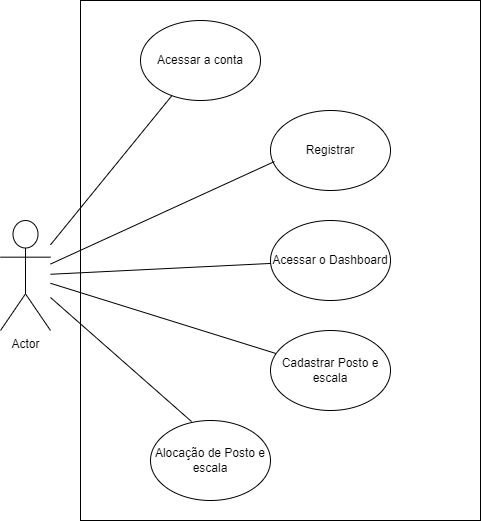 Acessar a conta
Registrar
Acessar o Dashboard
Actor
Cadastrar Posto e
escala
Alocação de Posto e
escala